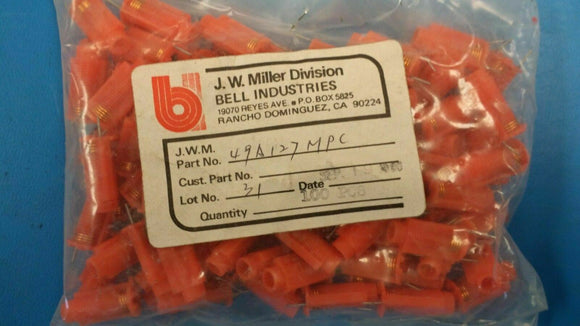 J. W. Miller Division
BELL INDUSTRIES
19070 REYES AVE. ● P.O. BOX 5825
RANCHO DOMINGUEZ, CA 90224
J.W.M.
Part No. 49A127MPC
Cust. Part No.
Lot No. 31 Date
Quantity 100 PCS